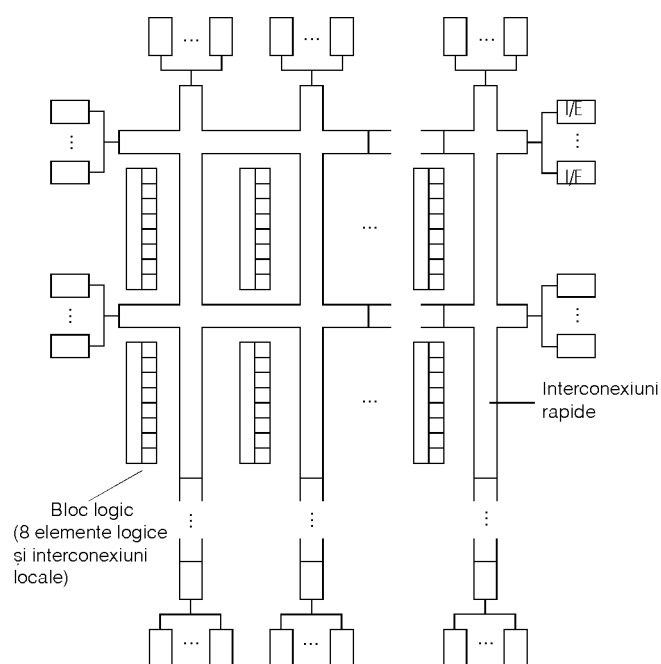 I/E
I/E
Interconexiuni
rapide
Bloc logic
(8 elemente logice
și interconexiuni
locale)